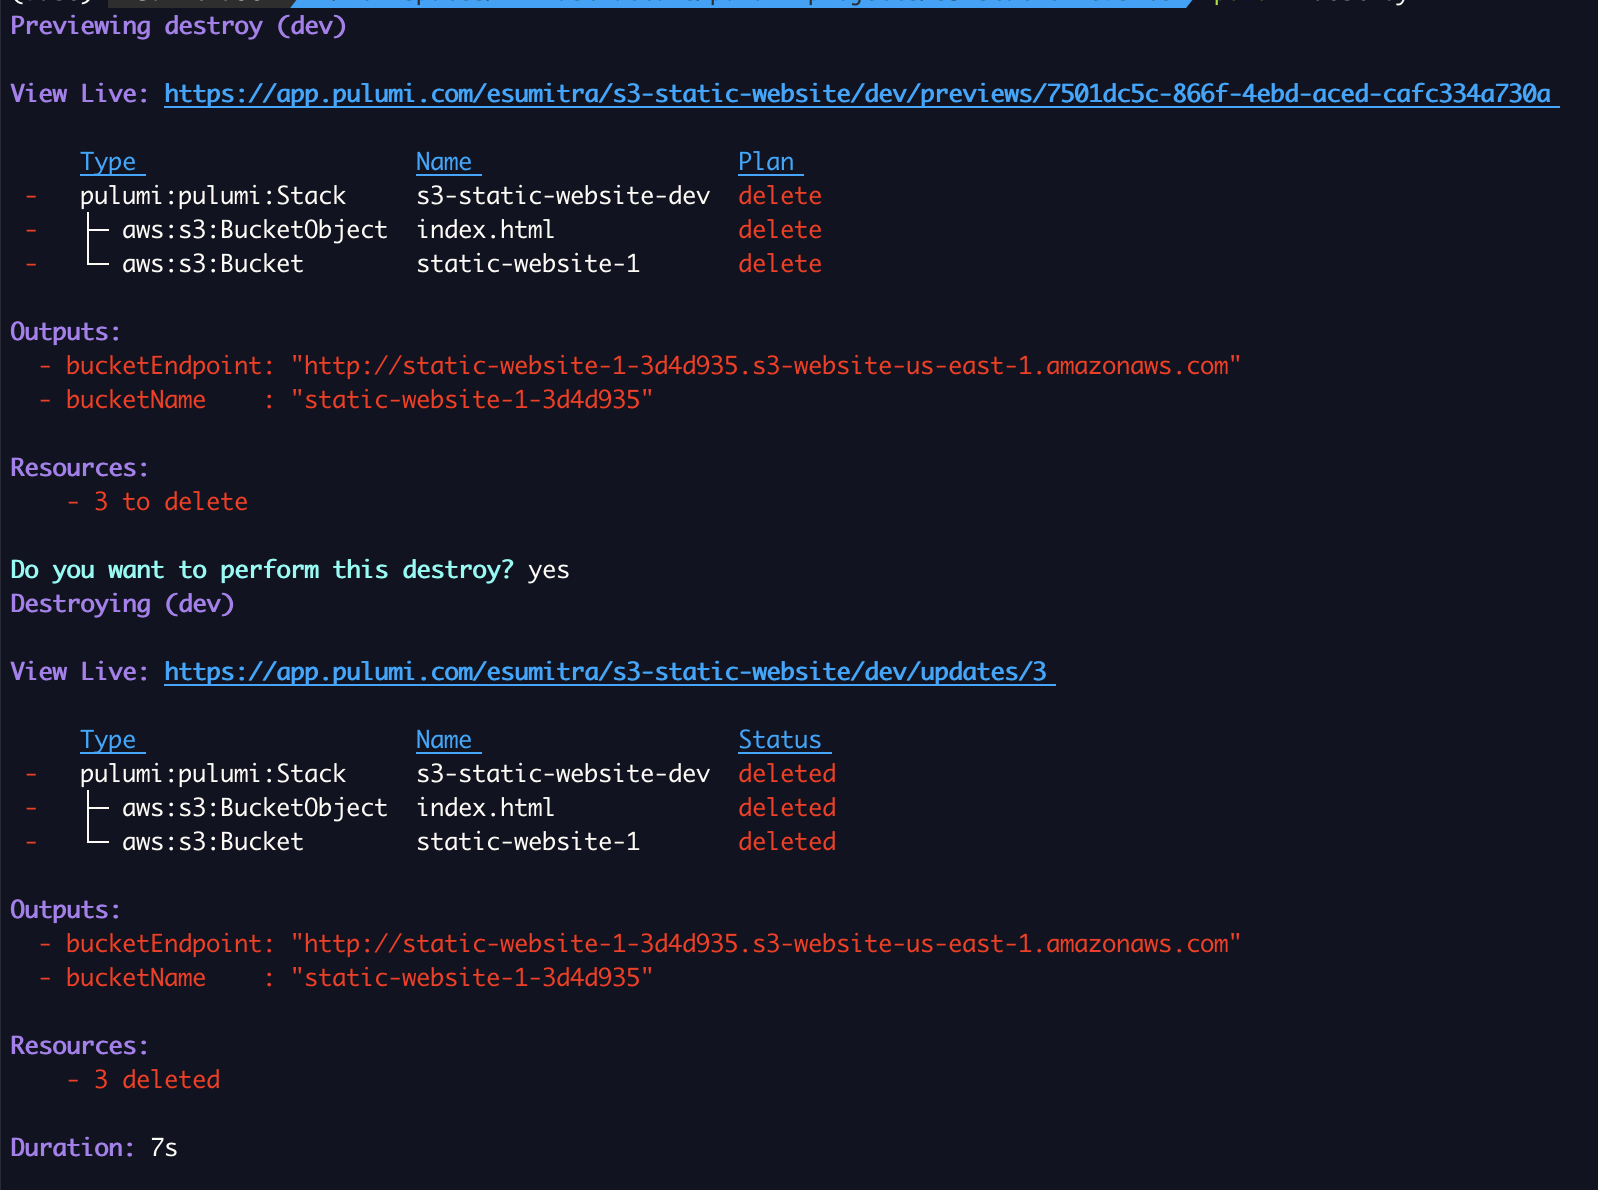 Previewing destroy (dev)
View Live: https://app.pulumi.com/esumitra/s3-static-website/dev/previews/7501dc5c-866f-4ebd-aced-cafc334a730a
Type Name Plan
- pulumi:pulumi:Stack s3-static-website-dev delete
- ├─ aws:s3:BucketObject index.html delete
- └─ aws:s3:Bucket static-website-1 delete
Outputs:
- bucketEndpoint: "http://static-website-1-3d4d935.s3-website-us-east-1.amazonaws.com"
- bucketName : "static-website-1-3d4d935"
Resources:
- 3 to delete
Do you want to perform this destroy? yes
Destroying (dev)
View Live: https://app.pulumi.com/esumitra/s3-static-website/dev/updates/3
Type Name Status
- pulumi:pulumi:Stack s3-static-website-dev deleted
- ├─ aws:s3:BucketObject index.html deleted
- └─ aws:s3:Bucket static-website-1 deleted
Outputs:
- bucketEndpoint: "http://static-website-1-3d4d935.s3-website-us-east-1.amazonaws.com"
- bucketName : "static-website-1-3d4d935"
Resources:
- 3 deleted
Duration: 7s